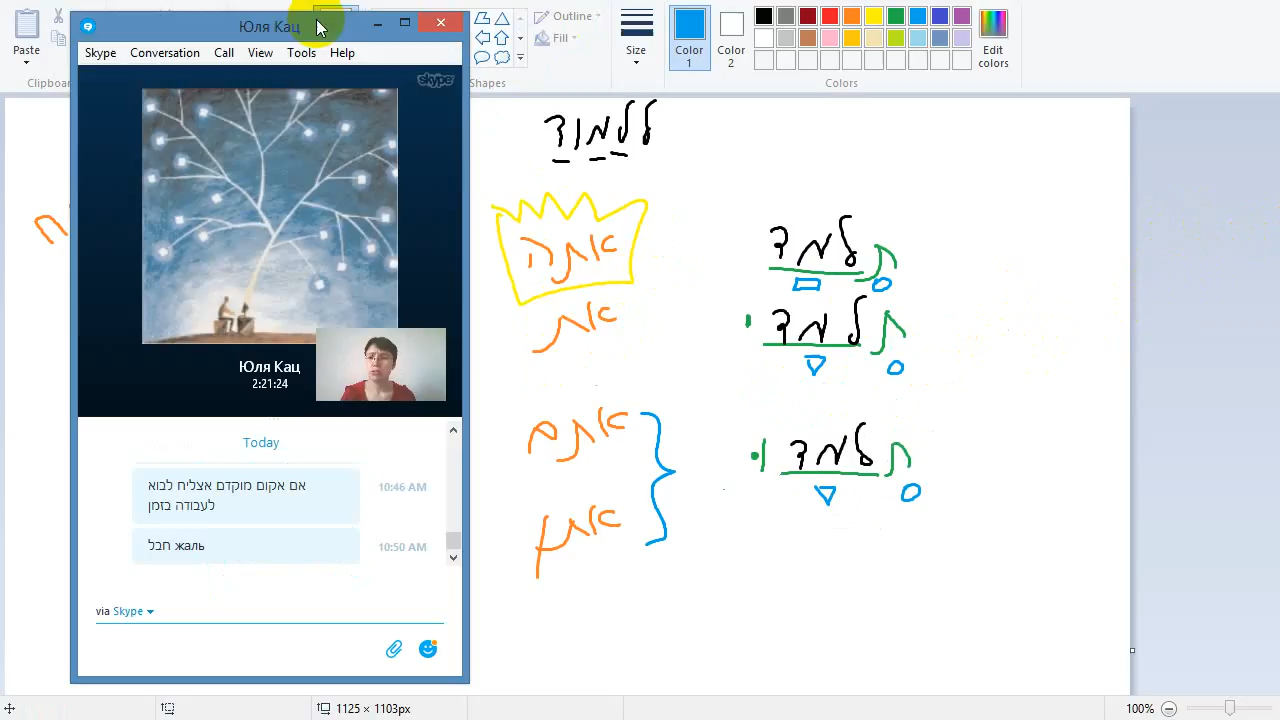 Юля Кац
Skype Conversation Call View Tools Help
skype
Юля Кац
2:21:24
Today
אם אקום מוקדם אצליח לבוא
לעבודה בזמן
10:46 AM
חבל жаль
10:50 AM
via Skype
Paste
Clipboard
Outline
Fill
Shapes
Size
Color
1
Color
2
Edit
colors
Colors
ללמוד
אתה
תלמד
את
תלמדי
אתם
תלמדו
אתן
1125 × 1103px
100%